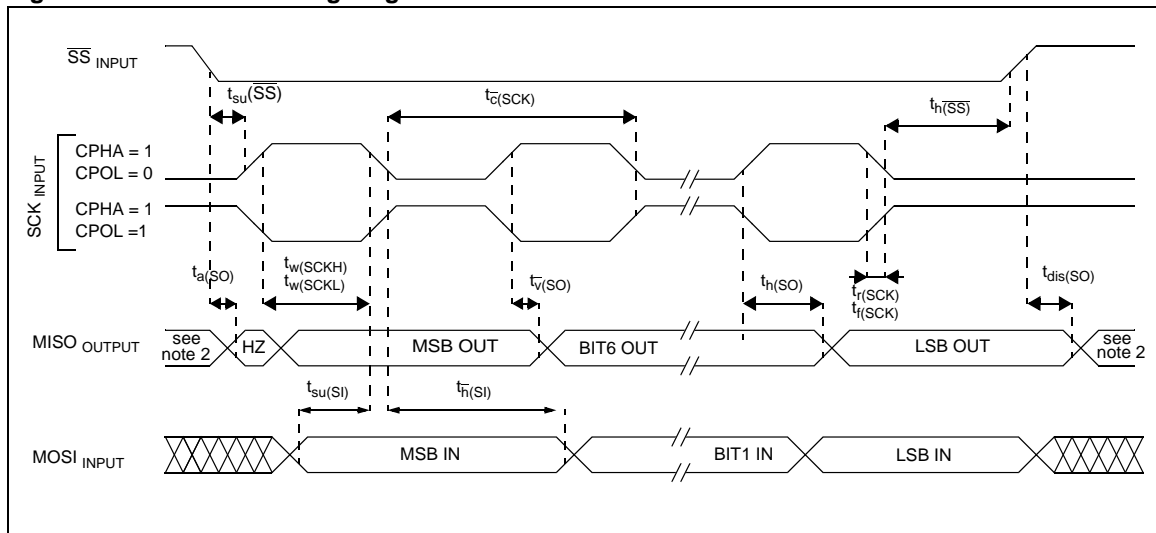 SS INPUT
tsu(SS)
tc(SCK)
th(SS)
SCK INPUT
CPHA = 1
CPOL = 0
CPHA = 1
CPOL =1
ta(SO)
tw(SCKH)
tw(SCKL)
tv(SO)
th(SO)
tr(SCK)
tf(SCK)
tdis(SO)
MISO OUTPUT
see
note 2
HZ
MSB OUT
BIT6 OUT
LSB OUT
see
note 2
tsu(SI)
th(SI)
MOSI INPUT
MSB IN
BIT1 IN
LSB IN